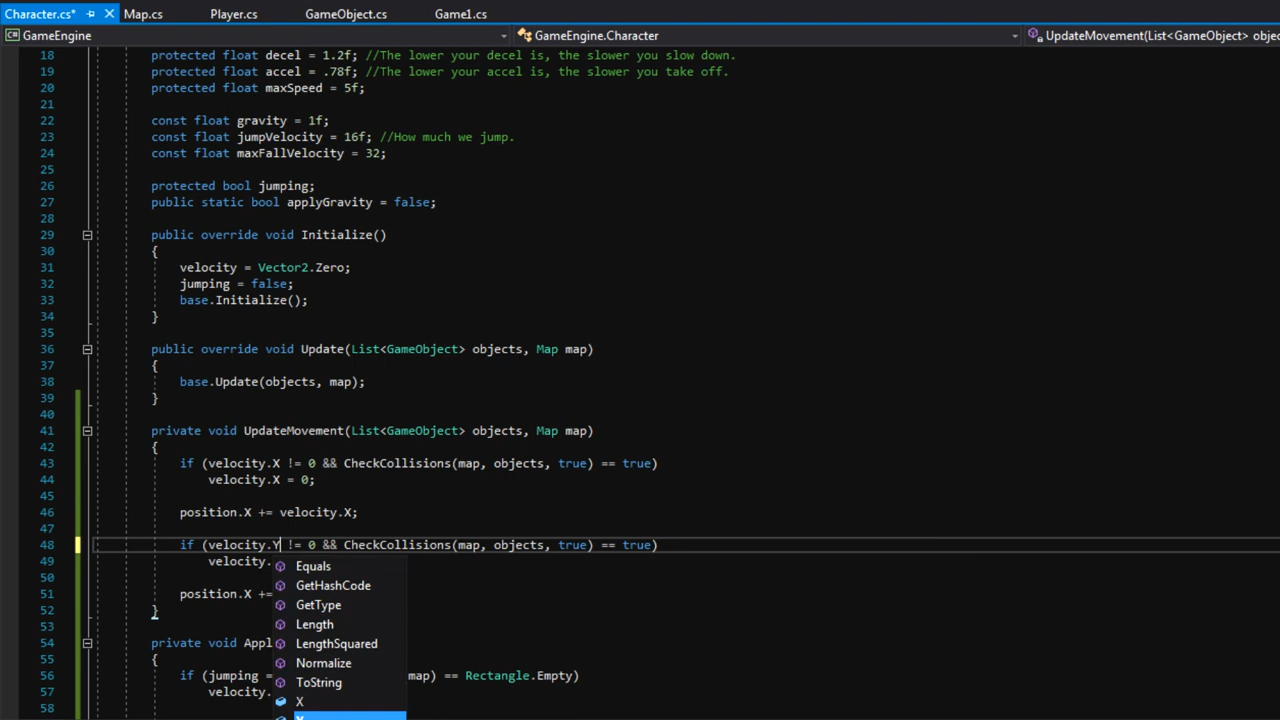 Character.cs* Map.cs Player.cs GameObject.cs Game1.cs
GameEngine GameEngine.Character UpdateMovement(List<GameObject> objec
18 protected float decel = 1.2f; //The lower your decel is, the slower you slow down.
19 protected float accel = .78f; //The lower your accel is, the slower you take off.
20 protected float maxSpeed = 5f;
21
22 const float gravity = 1f;
23 const float jumpVelocity = 16f; //How much we jump.
24 const float maxFallVelocity = 32;
25
26 protected bool jumping;
27 public static bool applyGravity = false;
28
29 public override void Initialize()
30 {
31 velocity = Vector2.Zero;
32 jumping = false;
33 base.Initialize();
34 }
35
36 public override void Update(List<GameObject> objects, Map map)
37 {
38 base.Update(objects, map);
39 }
40
41 private void UpdateMovement(List<GameObject> objects, Map map)
42 {
43 if (velocity.X != 0 && CheckCollisions(map, objects, true) == true)
44 velocity.X = 0;
45
46 position.X += velocity.X;
47
48 if (velocity.Y != 0 && CheckCollisions(map, objects, true) == true)
49 velocity.
50
51 position.X +=
52 }
53
54 private void Appl
55 {
56 if (jumping = map) == Rectangle.Empty)
57 velocity.
58
Equals
GetHashCode
GetType
Length
LengthSquared
Normalize
ToString
X